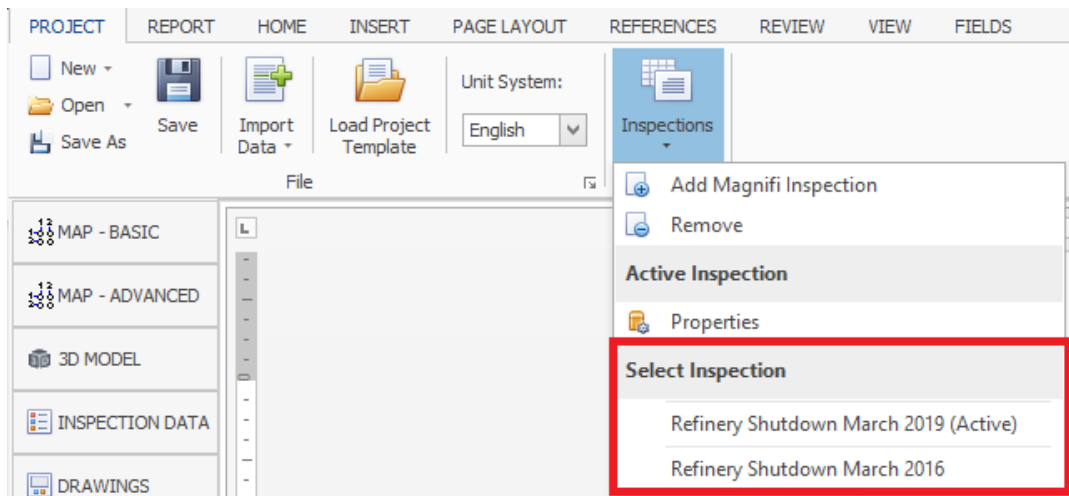 PROJECT REPORT HOME INSERT PAGE LAYOUT REFERENCES REVIEW VIEW FIELDS
New
Open
Save As
Save
Import
Data
Load Project
Template
Unit System:
English
Inspections
File
Add Magnifi Inspection
Remove
Active Inspection
Properties
Select Inspection
Refinery Shutdown March 2019 (Active)
Refinery Shutdown March 2016
MAP - BASIC
MAP - ADVANCED
3D MODEL
INSPECTION DATA
DRAWINGS
L